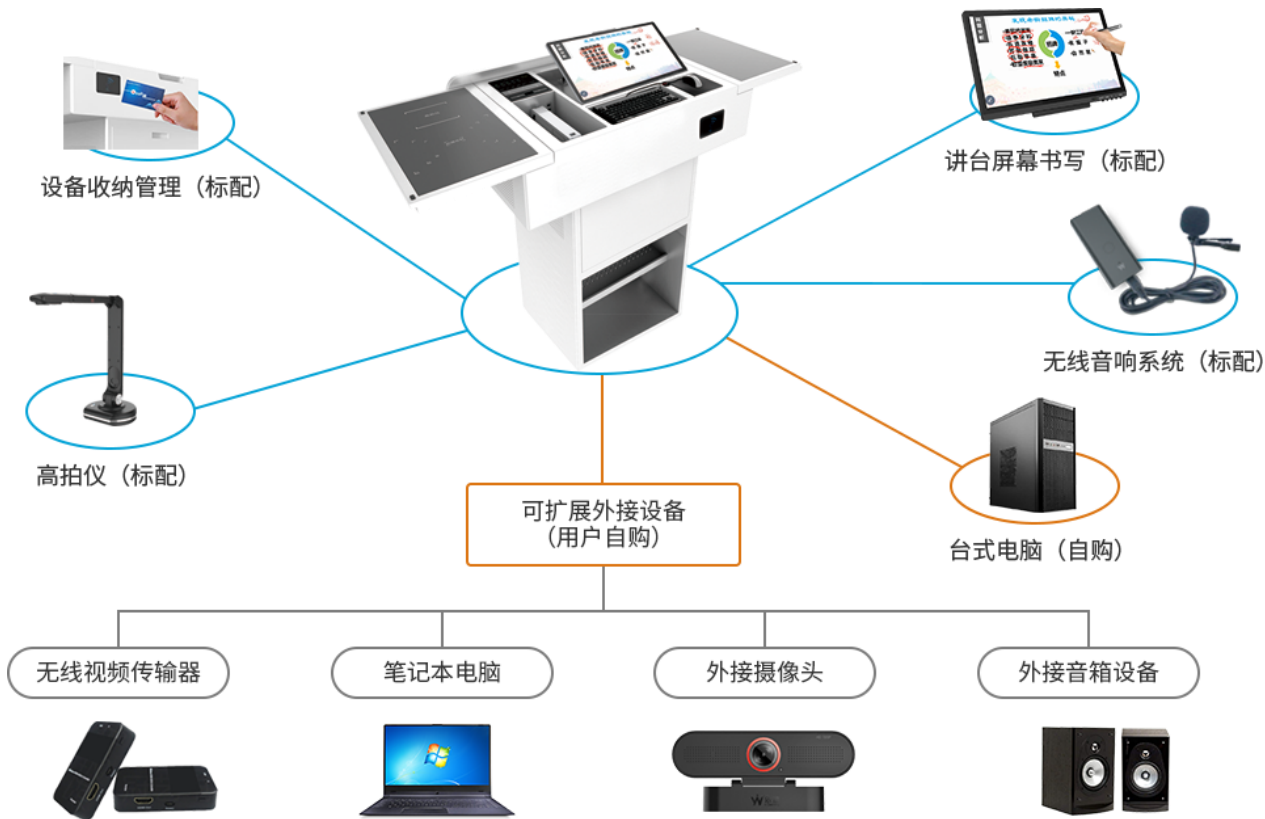 设备收纳管理（标配）
讲台屏幕书写（标配）
无线音响系统（标配）
高拍仪（标配）
台式电脑（自购）
可扩展外接设备
（用户自购）
无线视频传输器
笔记本电脑
外接摄像头
外接音箱设备